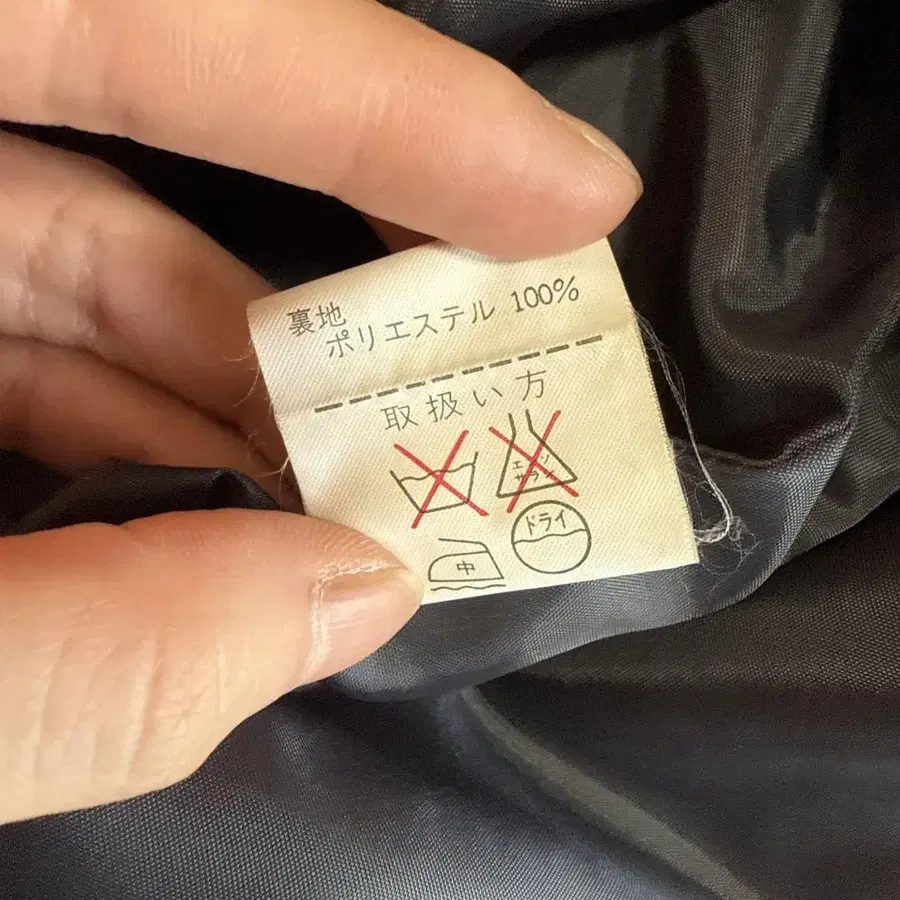 裏地
ポリエステル 100%
取扱い方
エンソ
サラシ
中
ドライ